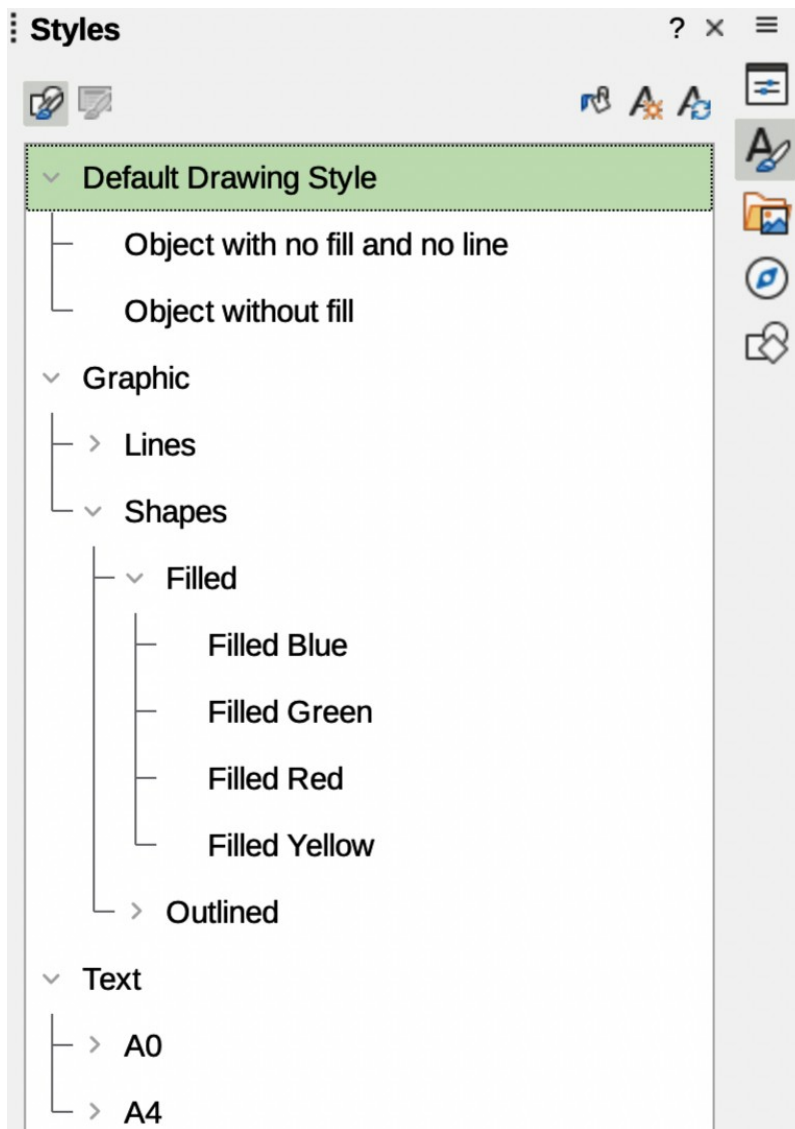 Styles
?
Default Drawing Style
Object with no fill and no line
Object without fill
Graphic
Lines
Shapes
Filled
Filled Blue
Filled Green
Filled Red
Filled Yellow
Outlined
Text
A0
A4